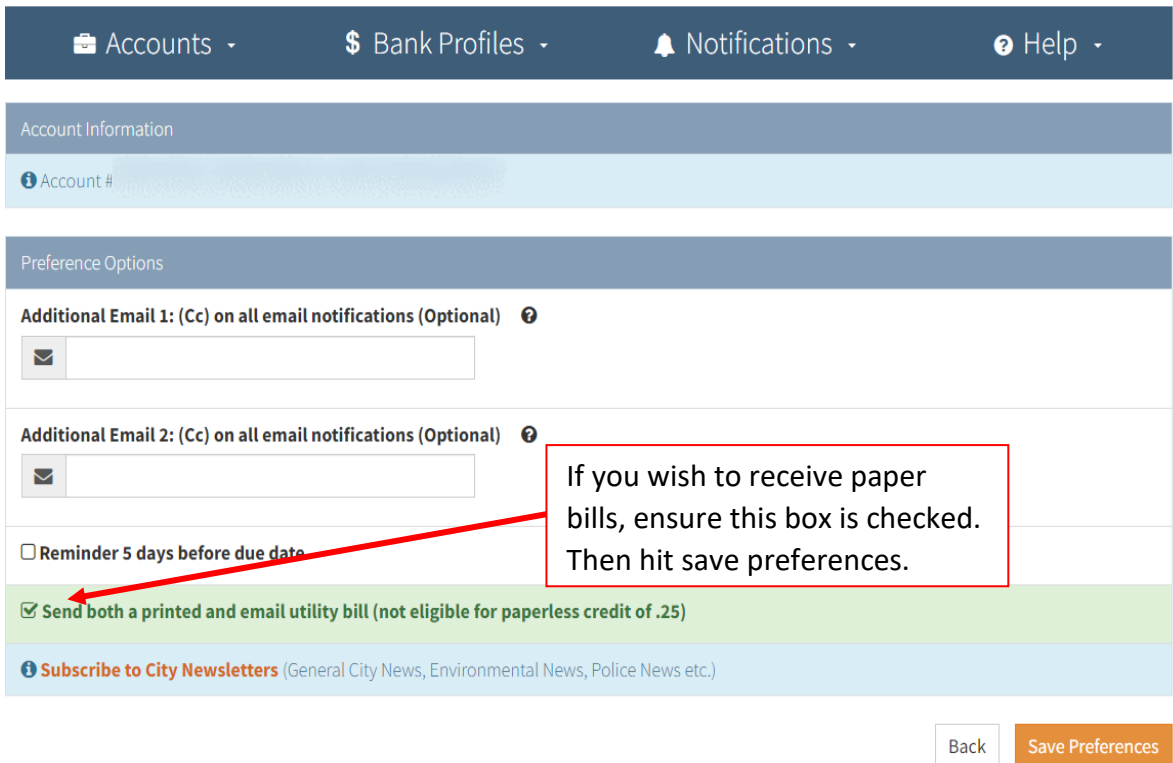 Accounts
$ Bank Profiles
Notifications
Help
Account Information
Account #
Preference Options
Additional Email 1: (Cc) on all email notifications (Optional)
Additional Email 2: (Cc) on all email notifications (Optional)
If you wish to receive paper
bills, ensure this box is checked.
Then hit save preferences.
Reminder 5 days before due date
Send both a printed and email utility bill (not eligible for paperless credit of .25)
Subscribe to City Newsletters (General City News, Environmental News, Police News etc.)
Back
Save Preferences